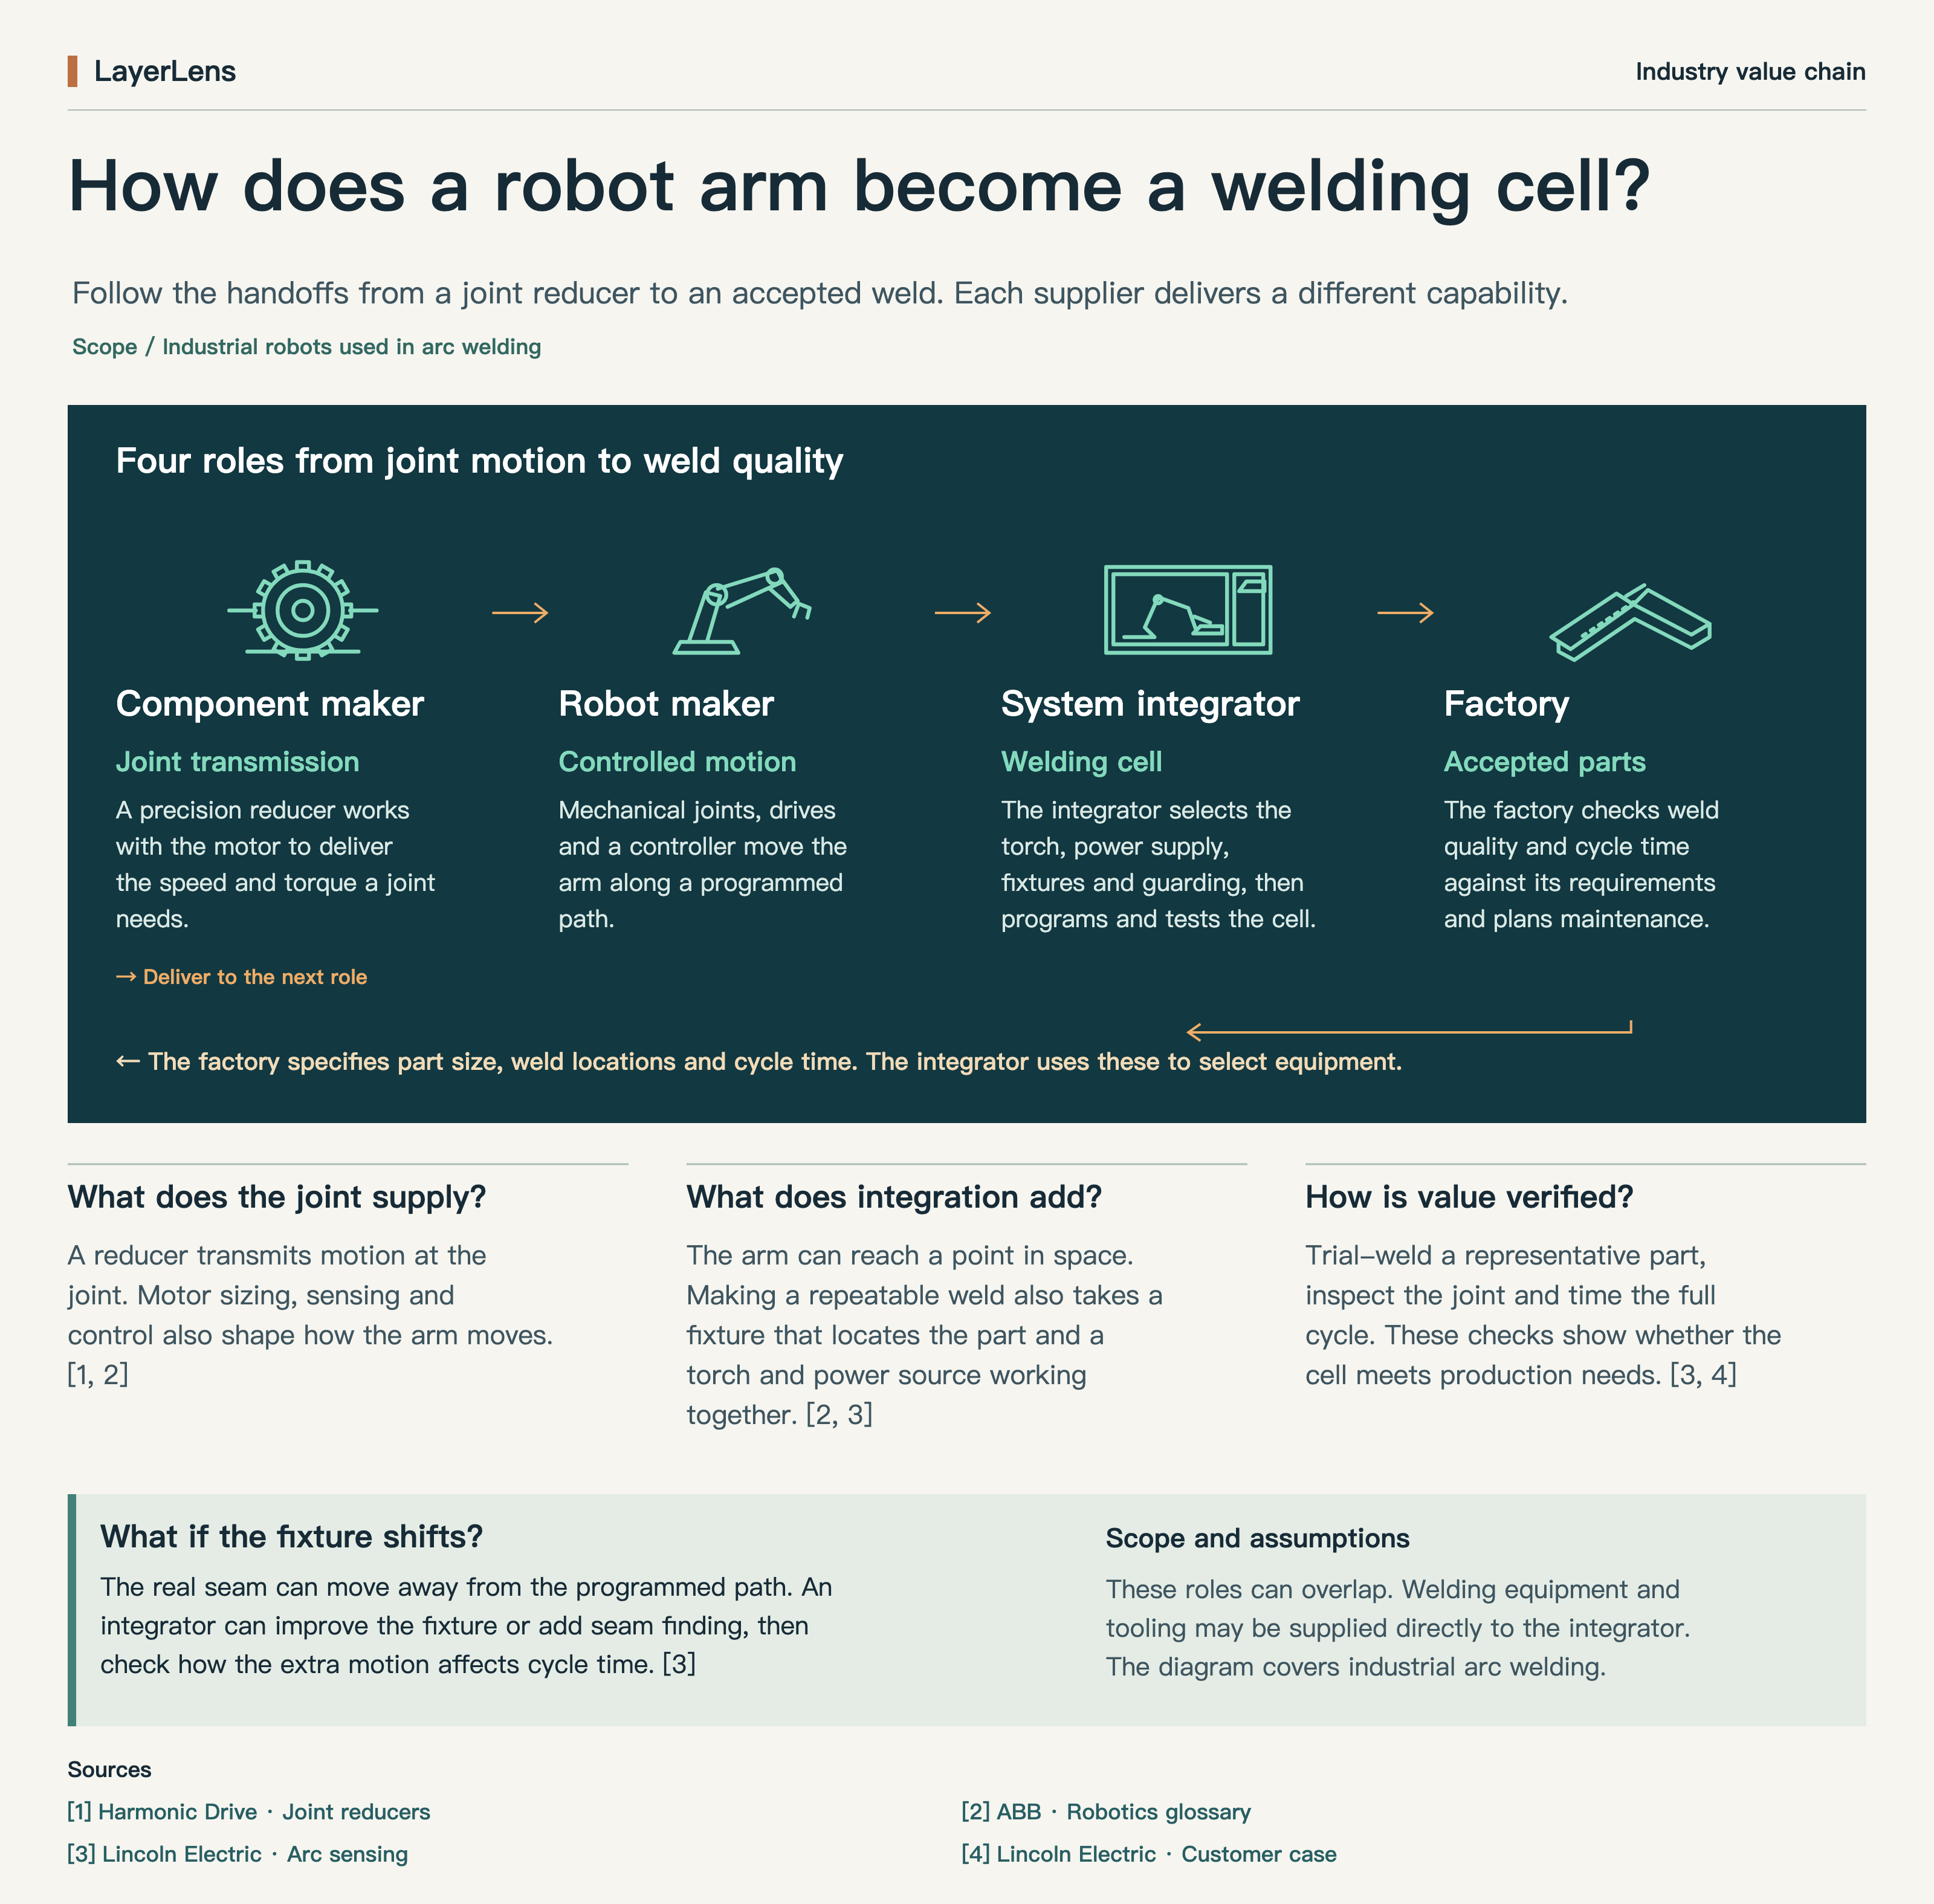 LayerLens
Industry value chain
How does a robot arm become a welding cell?
Follow the handoffs from a joint reducer to an accepted weld. Each supplier delivers a different capability.
Scope / Industrial robots used in arc welding
Four roles from joint motion to weld quality
Component maker
Joint transmission
A precision reducer works
with the motor to deliver
the speed and torque a joint
needs.
→ Deliver to the next role
Robot maker
Controlled motion
Mechanical joints, drives
and a controller move the
arm along a programmed
path.
System integrator
Welding cell
The integrator selects the
torch, power supply,
fixtures and guarding, then
programs and tests the cell.
Factory
Accepted parts
The factory checks weld
quality and cycle time
against its requirements
and plans maintenance.
← The factory specifies part size, weld locations and cycle time. The integrator uses these to select equipment.
What does the joint supply?
A reducer transmits motion at the
joint. Motor sizing, sensing and
control also shape how the arm moves.
[1, 2]
What does integration add?
The arm can reach a point in space.
Making a repeatable weld also takes a
fixture that locates the part and a
torch and power source working
together. [2, 3]
How is value verified?
Trial–weld a representative part,
inspect the joint and time the full
cycle. These checks show whether the
cell meets production needs. [3, 4]
What if the fixture shifts?
The real seam can move away from the programmed path. An
integrator can improve the fixture or add seam finding, then
check how the extra motion affects cycle time. [3]
Scope and assumptions
These roles can overlap. Welding equipment and
tooling may be supplied directly to the integrator.
The diagram covers industrial arc welding.
Sources
[1] Harmonic Drive · Joint reducers
[2] ABB · Robotics glossary
[3] Lincoln Electric · Arc sensing
[4] Lincoln Electric · Customer case